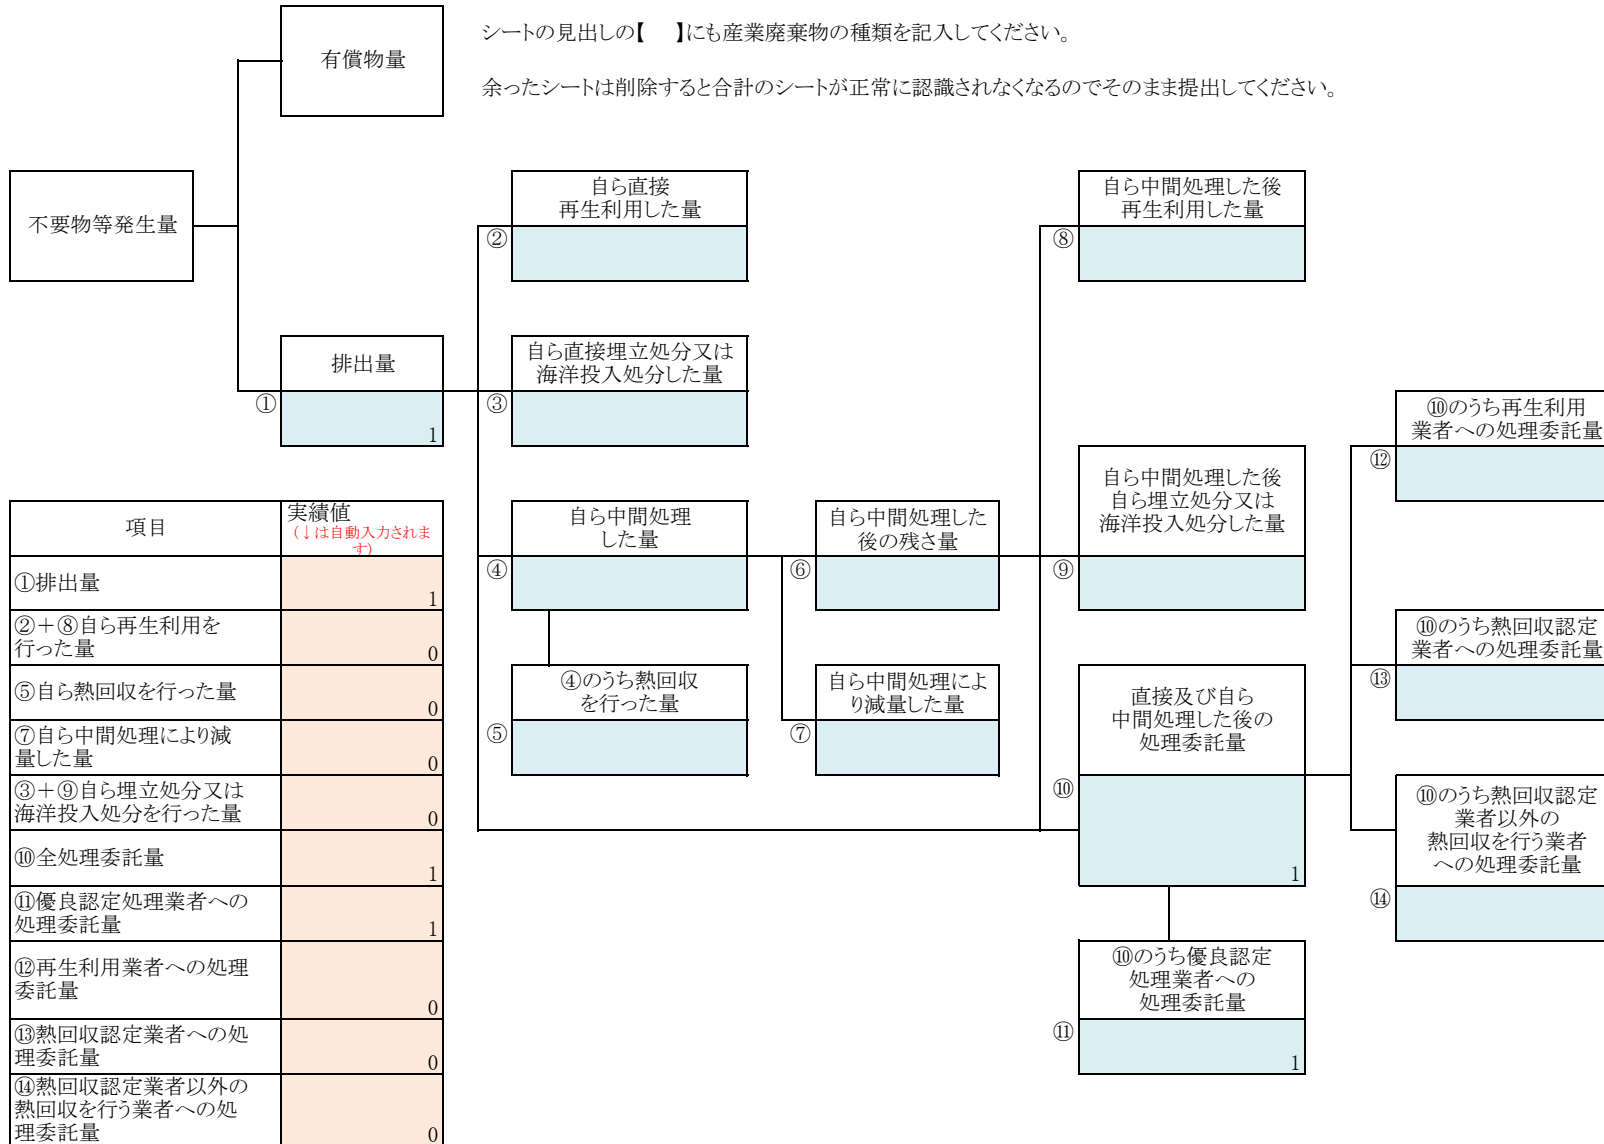 シートの見出しの【　】にも産業廃棄物の種類を記入してください。
有償物量
余ったシートは削除すると合計のシートが正常に認識されなくなるのでそのまま提出してください。
不要物等発生量
自ら直接
再生利用した量
②
自ら中間処理した後
再生利用した量
⑧
排出量
①
1
自ら直接埋立処分又は
海洋投入処分した量
③
⑩のうち再生利用
業者への処理委託量
⑫
自ら中間処理
した量
④
自ら中間処理した
後の残さ量
⑥
自ら中間処理した後
自ら埋立処分又は
海洋投入処分した量
⑨
⑩のうち熱回収認定
業者への処理委託量
⑬
④のうち熱回収
を行った量
⑤
自ら中間処理によ
り減量した量
⑦
直接及び自ら
中間処理した後の
処理委託量
⑩
1
⑩のうち熱回収認定
業者以外の
熱回収を行う業者
への処理委託量
⑭
⑩のうち優良認定
処理業者への
処理委託量
⑪
1
項目
実績値
（↓は自動入力されま
す）
①排出量
1
②＋⑧自ら再生利用を
行った量
0
⑤自ら熱回収を行った量
0
⑦自ら中間処理により減
量した量
0
③＋⑨自ら埋立処分又は
海洋投入処分を行った量
0
⑩全処理委託量
1
⑪優良認定処理業者への
処理委託量
1
⑫再生利用業者への処理
委託量
0
⑬熱回収認定業者への処
理委託量
0
⑭熱回収認定業者以外の
熱回収を行う業者への処
理委託量
0